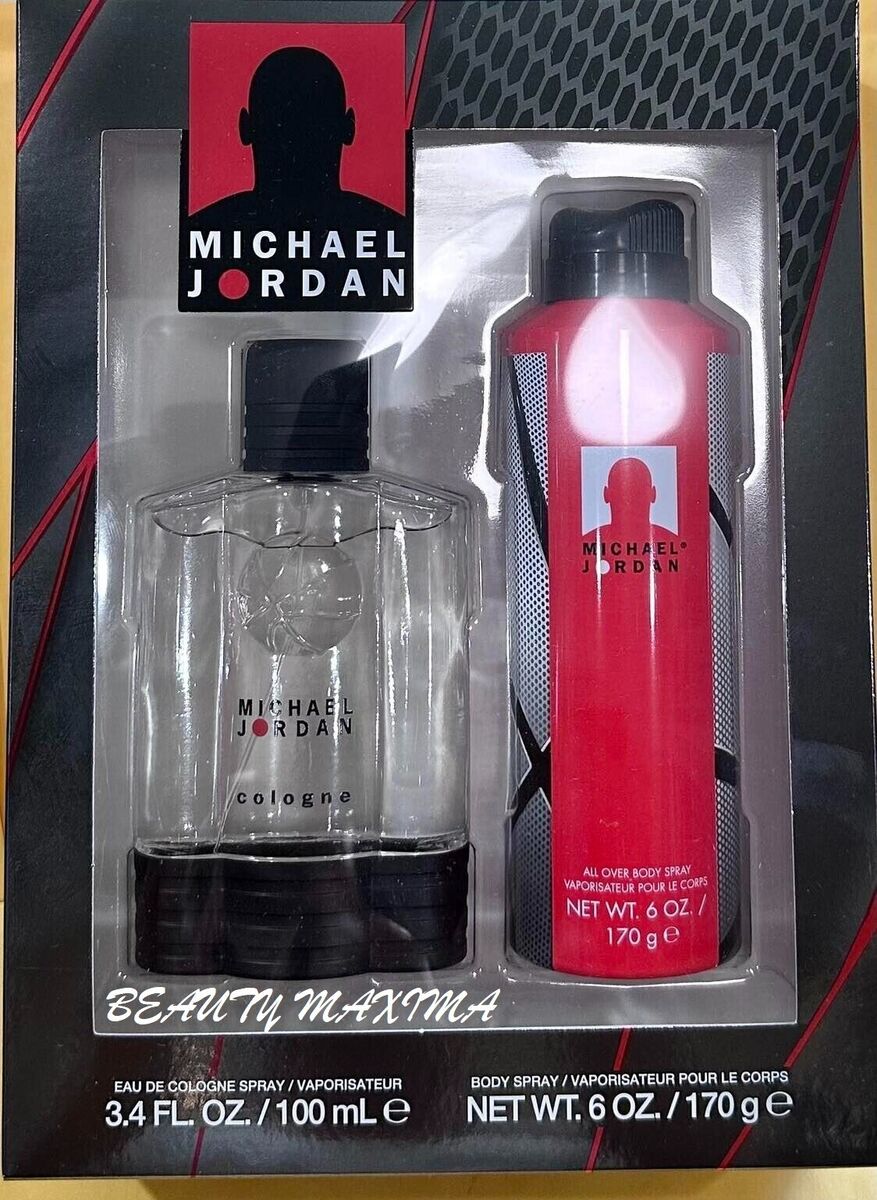 MICHAEL
JORDAN
MICHAEL
JORDAN
cologne
MICHAEL®
JORDAN
ALL OVER BODY SPRAY
VAPORISATEUR POUR LE CORPS
NET WT. 6 OZ. /
170 g ℮
BEAUTY MAXIMA
EAU DE COLOGNE SPRAY / VAPORISATEUR
3.4 FL. OZ. / 100 mL ℮
BODY SPRAY / VAPORISATEUR POUR LE CORPS
NET WT. 6 OZ. / 170 g ℮